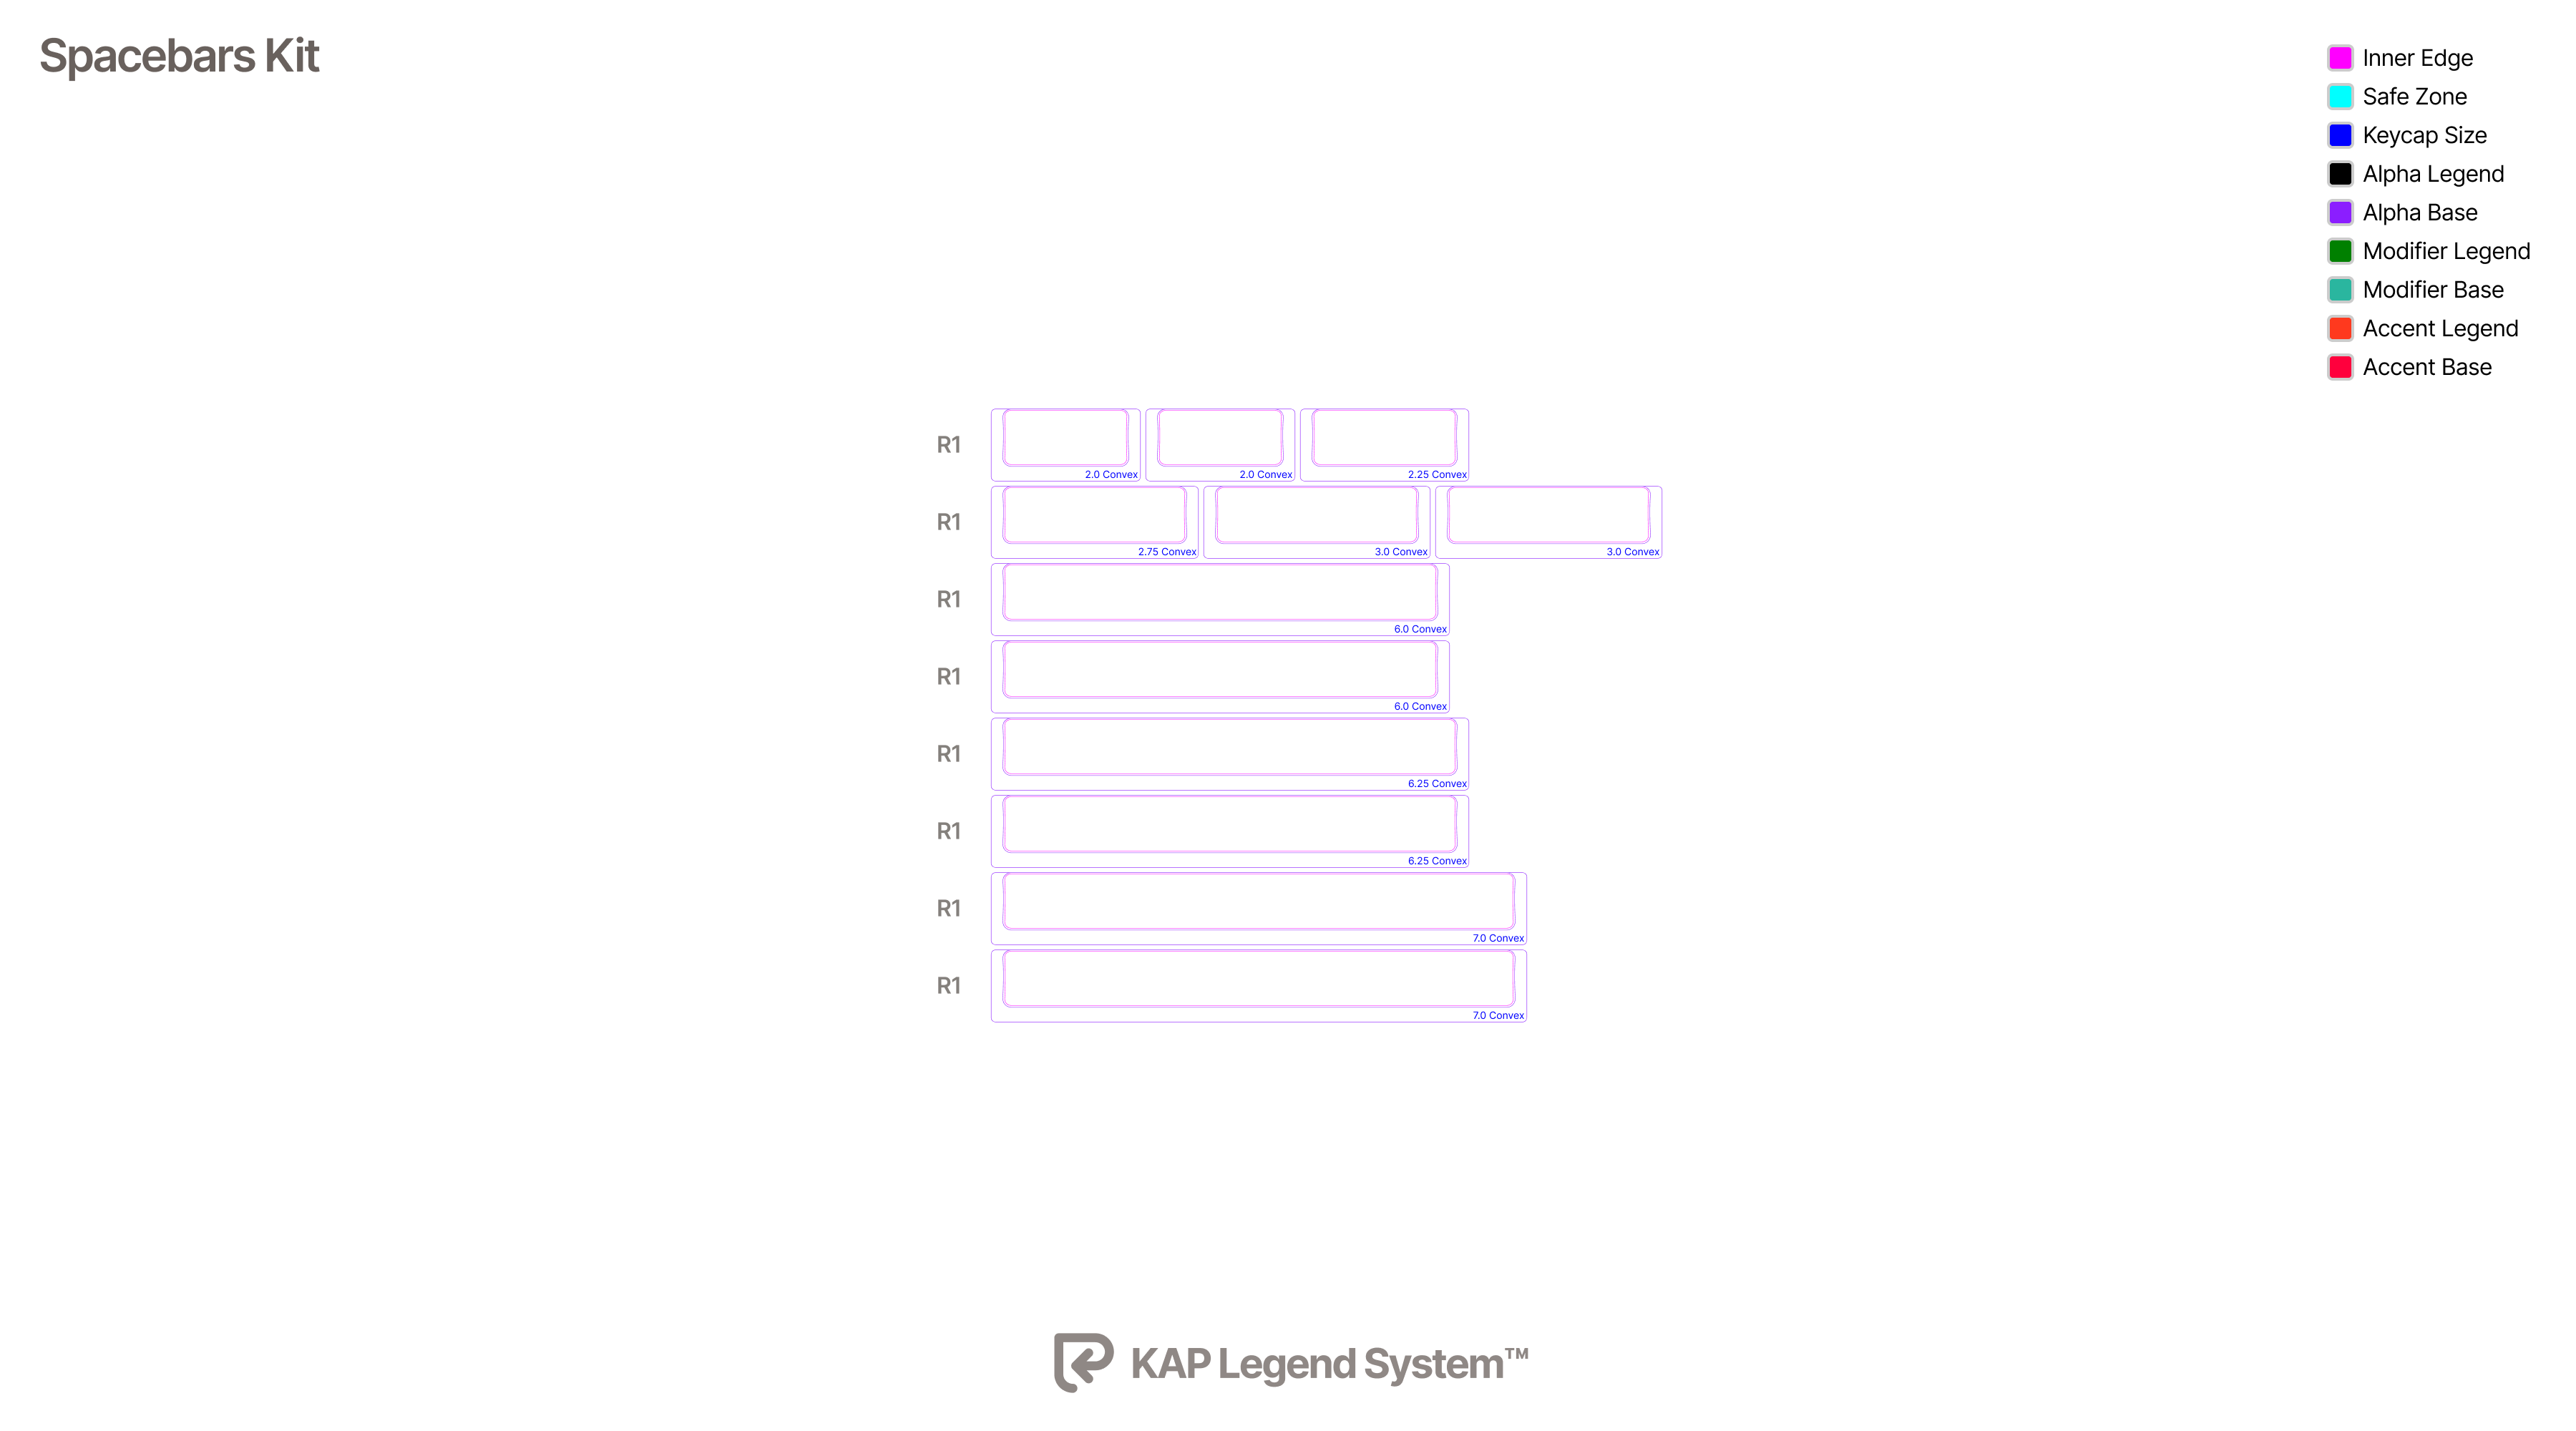 Spacebars Kit
Inner Edge
Safe Zone
Keycap Size
Alpha Legend
Alpha Base
Modifier Legend
Modifier Base
Accent Legend
Accent Base
R1 2.0 Convex 2.0 Convex 2.25 Convex
R1 2.75 Convex 3.0 Convex 3.0 Convex
R1 6.0 Convex
R1 6.0 Convex
R1 6.25 Convex
R1 6.25 Convex
R1 7.0 Convex
R1 7.0 Convex
KAP Legend System™